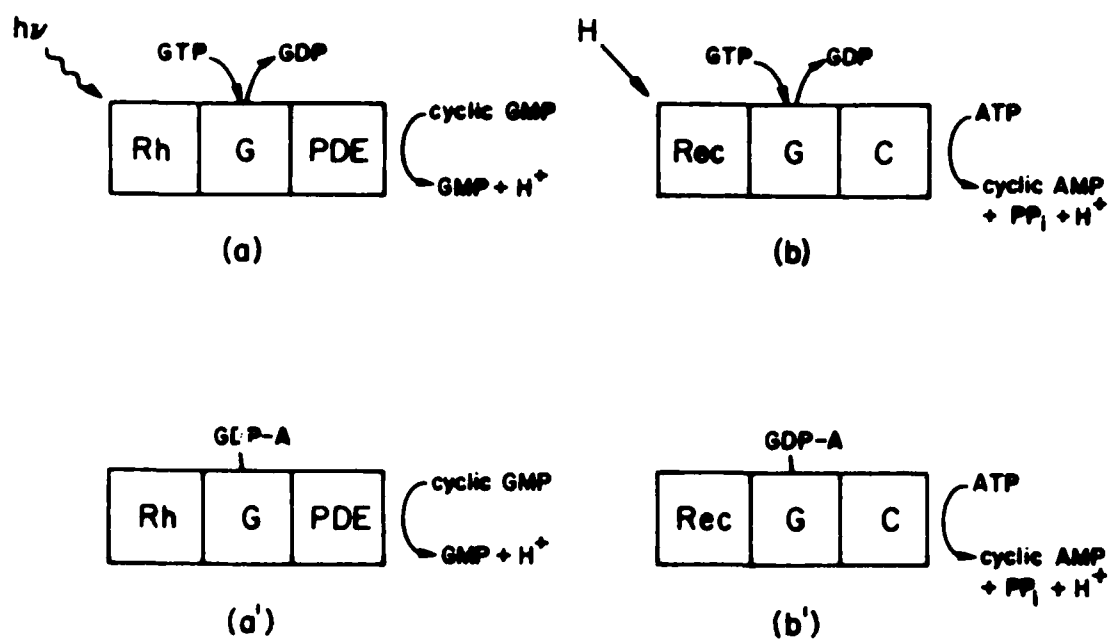 hν
GTP GDP
cyclic GMP
Rh G PDE
GMP + H+
(a)
H
GTP GDP
ATP
Rec G C
cyclic AMP
+ PPi + H+
(b)
GDP-A
cyclic GMP
Rh G PDE
GMP + H+
(a')
GDP-A
ATP
Rec G C
cyclic AMP
+ PPi + H+
(b')